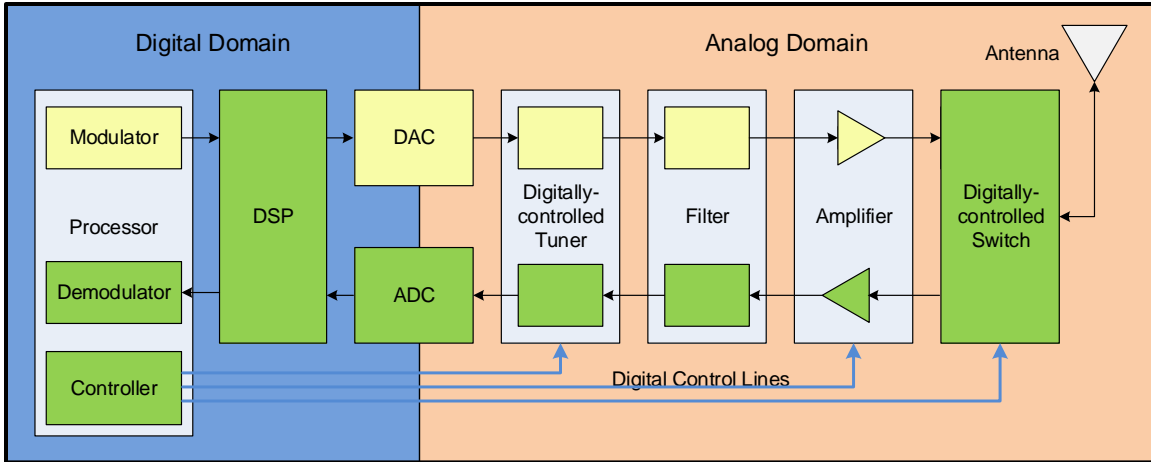 Digital Domain
Analog Domain
Antenna
Modulator
Processor
Demodulator
Controller
DSP
DAC
ADC
Digitally-
controlled
Tuner
Filter
Amplifier
Digitally-
controlled
Switch
Digital Control Lines